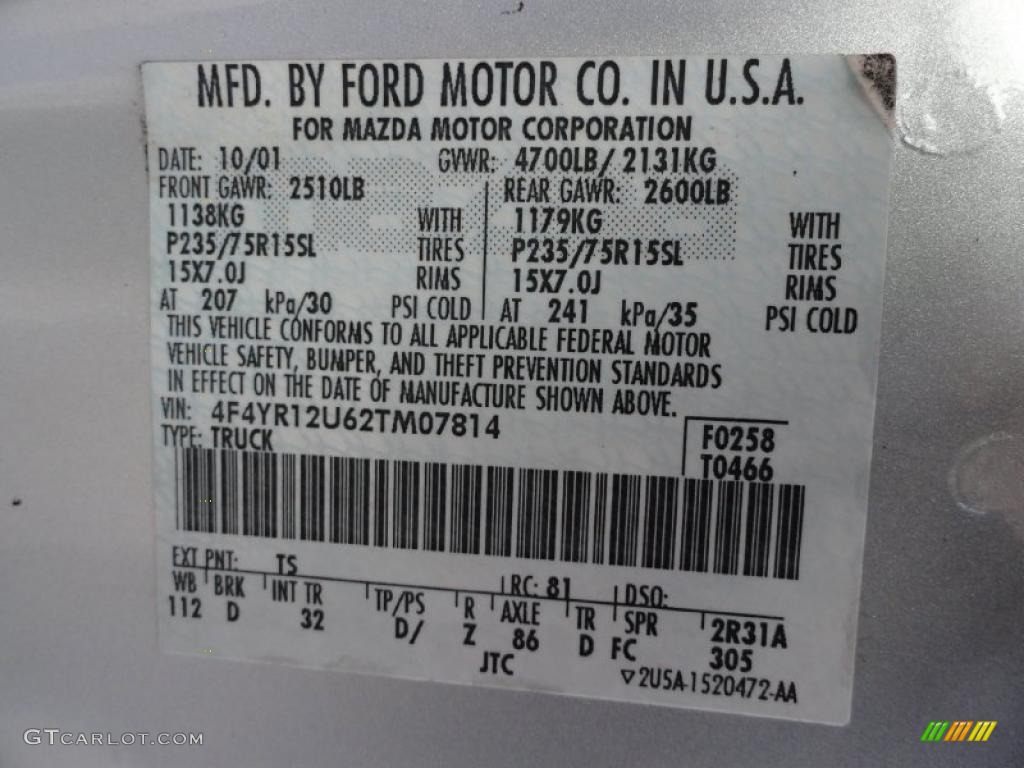 MFD. BY FORD MOTOR CO. IN U.S.A.
FOR MAZDA MOTOR CORPORATION
DATE: 10/01 GVWR: 4700LB/ 2131KG
FRONT GAWR: 2510LB REAR GAWR: 2600LB
1138KG WITH 1179KG WITH
P235/75R15SL TIRES P235/75R15SL TIRES
15X7.0J RIMS 15X7.0J RIMS
AT 207 kPa/30 PSI COLD AT 241 kPa/35 PSI COLD
THIS VEHICLE CONFORMS TO ALL APPLICABLE FEDERAL MOTOR
VEHICLE SAFETY, BUMPER, AND THEFT PREVENTION STANDARDS
IN EFFECT ON THE DATE OF MANUFACTURE SHOWN ABOVE.
VIN: 4F4YR12U62TM07814 F0258
TYPE: TRUCK T0466
EXT PNT: TS RC: 81 DSO:
WB BRK INT TR TP/PS R AXLE TR SPR 2R31A
112 D 32 D/ Z 86 D FC 305
JTC ▽2U5A-1520472-AA
GTCARLOT.COM